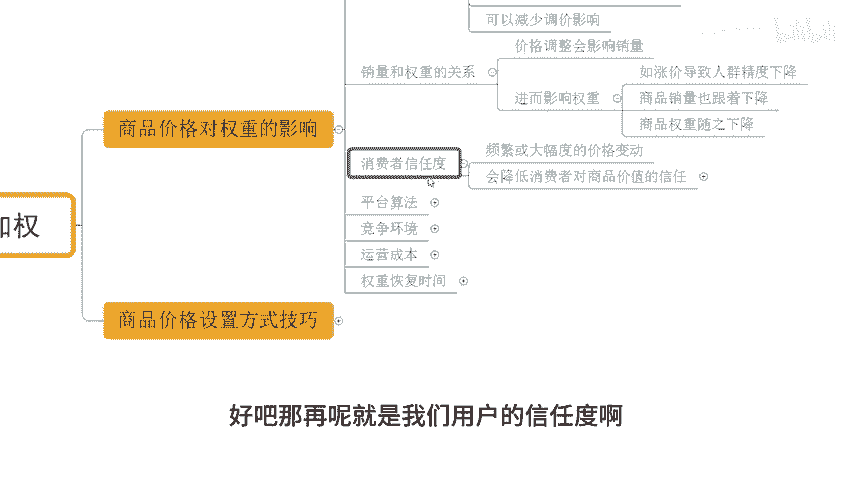 可以减少调价影响
价格调整会影响销量
销量和权重的关系
如涨价导致人群精度下降
进而影响权重
商品销量也跟着下降
商品价格对权重的影响
商品权重随之下降
频繁或大幅度的价格变动
消费者信任度
会降低消费者对商品价值的信任
平台算法
加权
竞争环境
运营成本
权重恢复时间
商品价格设置方式技巧
好吧那再呢就是我们用户的信任度啊